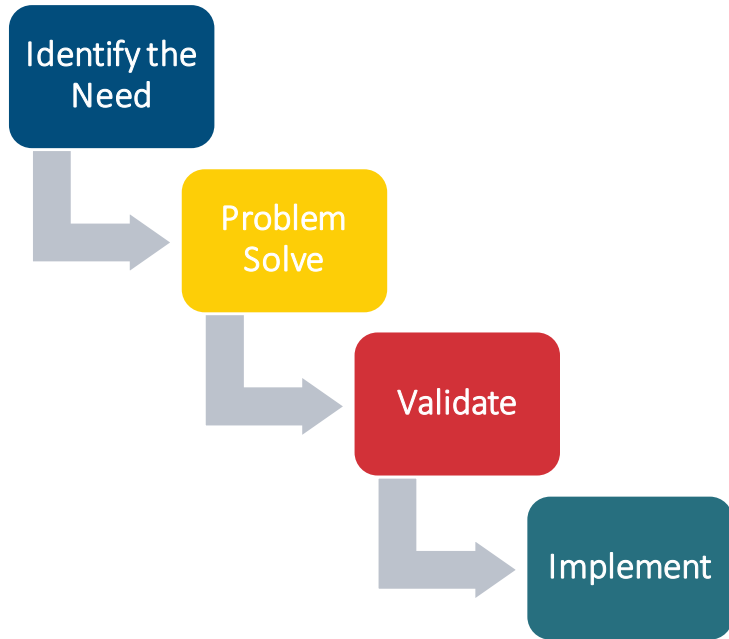 Identify the
Need
Problem
Solve
Validate
Implement